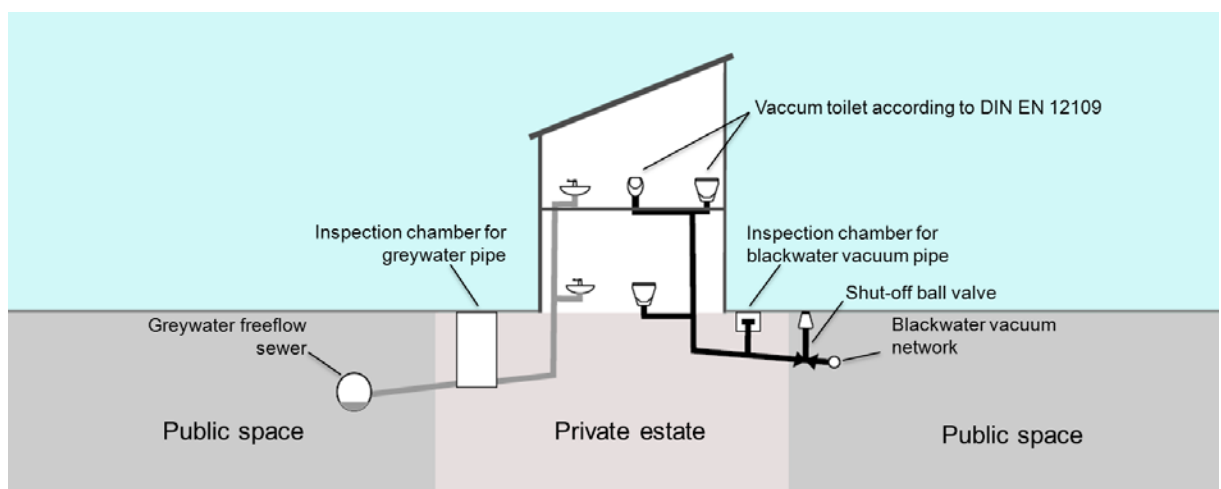 Vaccum toilet according to DIN EN 12109
Inspection chamber for
greywater pipe
Inspection chamber for
blackwater vacuum pipe
Shut-off ball valve
Greywater freeflow
sewer
Blackwater vacuum
network
Public space
Private estate
Public space